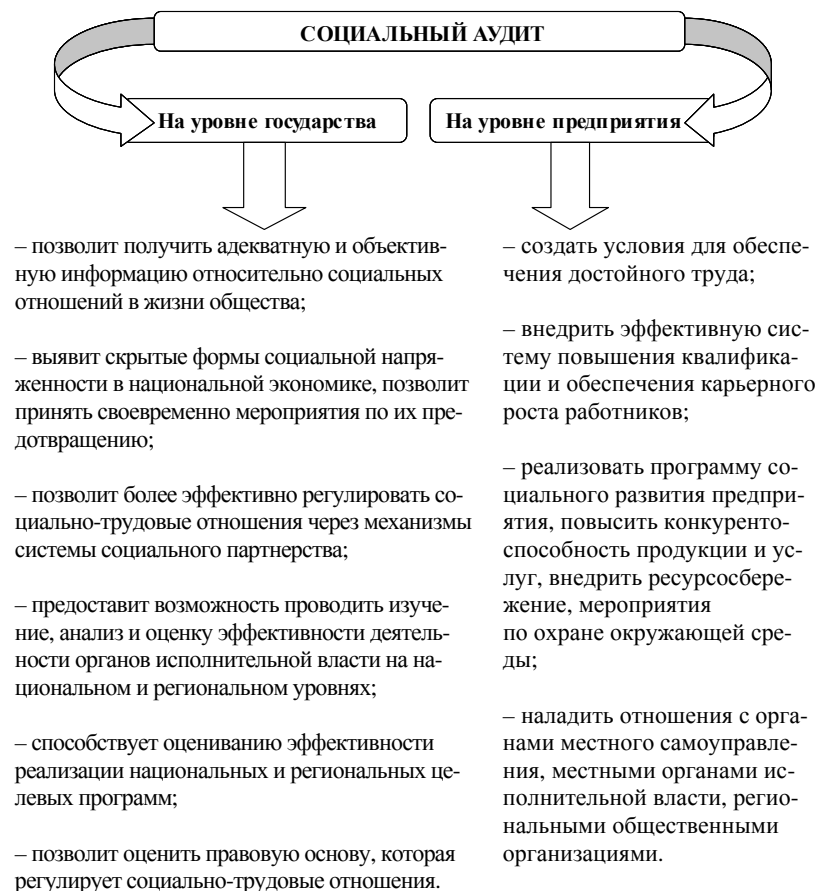 СОЦИАЛЬНЫЙ АУДИТ
На уровне государства
– позволит получить адекватную и объектив-
ную информацию относительно социальных
отношений в жизни общества;
– выявит скрытые формы социальной напря-
женности в национальной экономике, позволит
принять своевременно мероприятия по их пре-
дотвращению;
– позволит более эффективно регулировать со-
циально-трудовые отношения через механизмы
системы социального партнерства;
– предоставит возможность проводить изуче-
ние, анализ и оценку эффективности деятель-
ности органов исполнительной власти на на-
циональном и региональном уровнях;
– способствует оцениванию эффективности
реализации национальных и региональных це-
левых программ;
– позволит оценить правовую основу, которая
регулирует социально-трудовые отношения.
На уровне предприятия
– создать условия для обеспе-
чения достойного труда;
– внедрить эффективную сис-
тему повышения квалифика-
ции и обеспечения карьерного
роста работников;
– реализовать программу со-
циального развития предпри-
ятия, повысить конкуренто-
способность продукции и ус-
луг, внедрить ресурсосбере-
жение, мероприятия
по охране окружающей сре-
ды;
– наладить отношения с орга-
нами местного самоуправле-
ния, местными органами ис-
полнительной власти, регио-
нальными общественными
организациями.